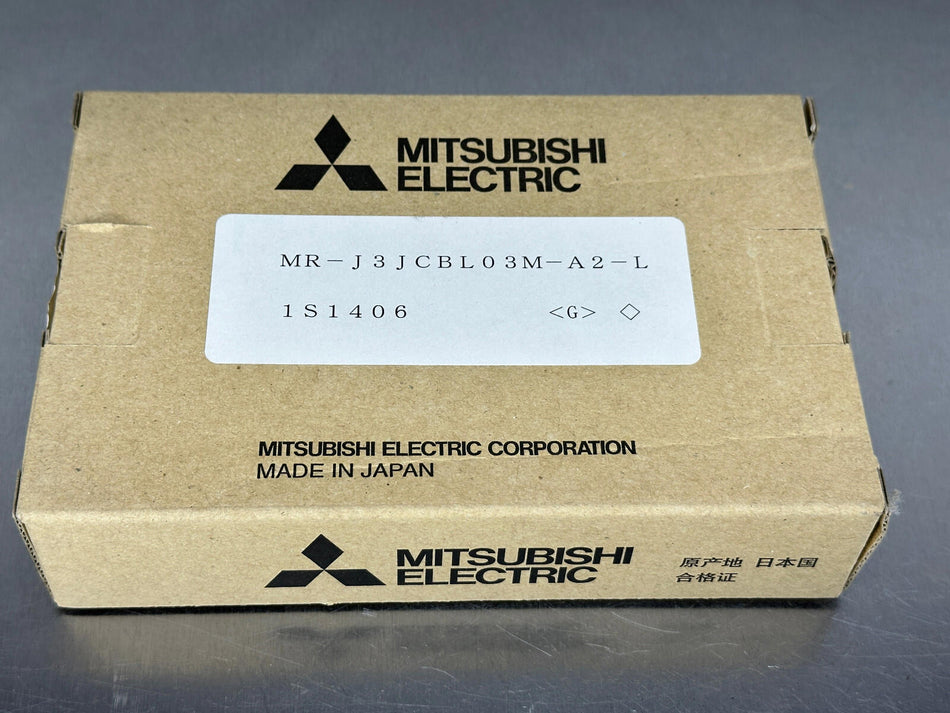 MITSUBISHI
ELECTRIC
MR-J3JCBL03M-A2-L
1S1406 <G> ◇
MITSUBISHI ELECTRIC CORPORATION
MADE IN JAPAN
MITSUBISHI
ELECTRIC
原产地 日本国
合格证